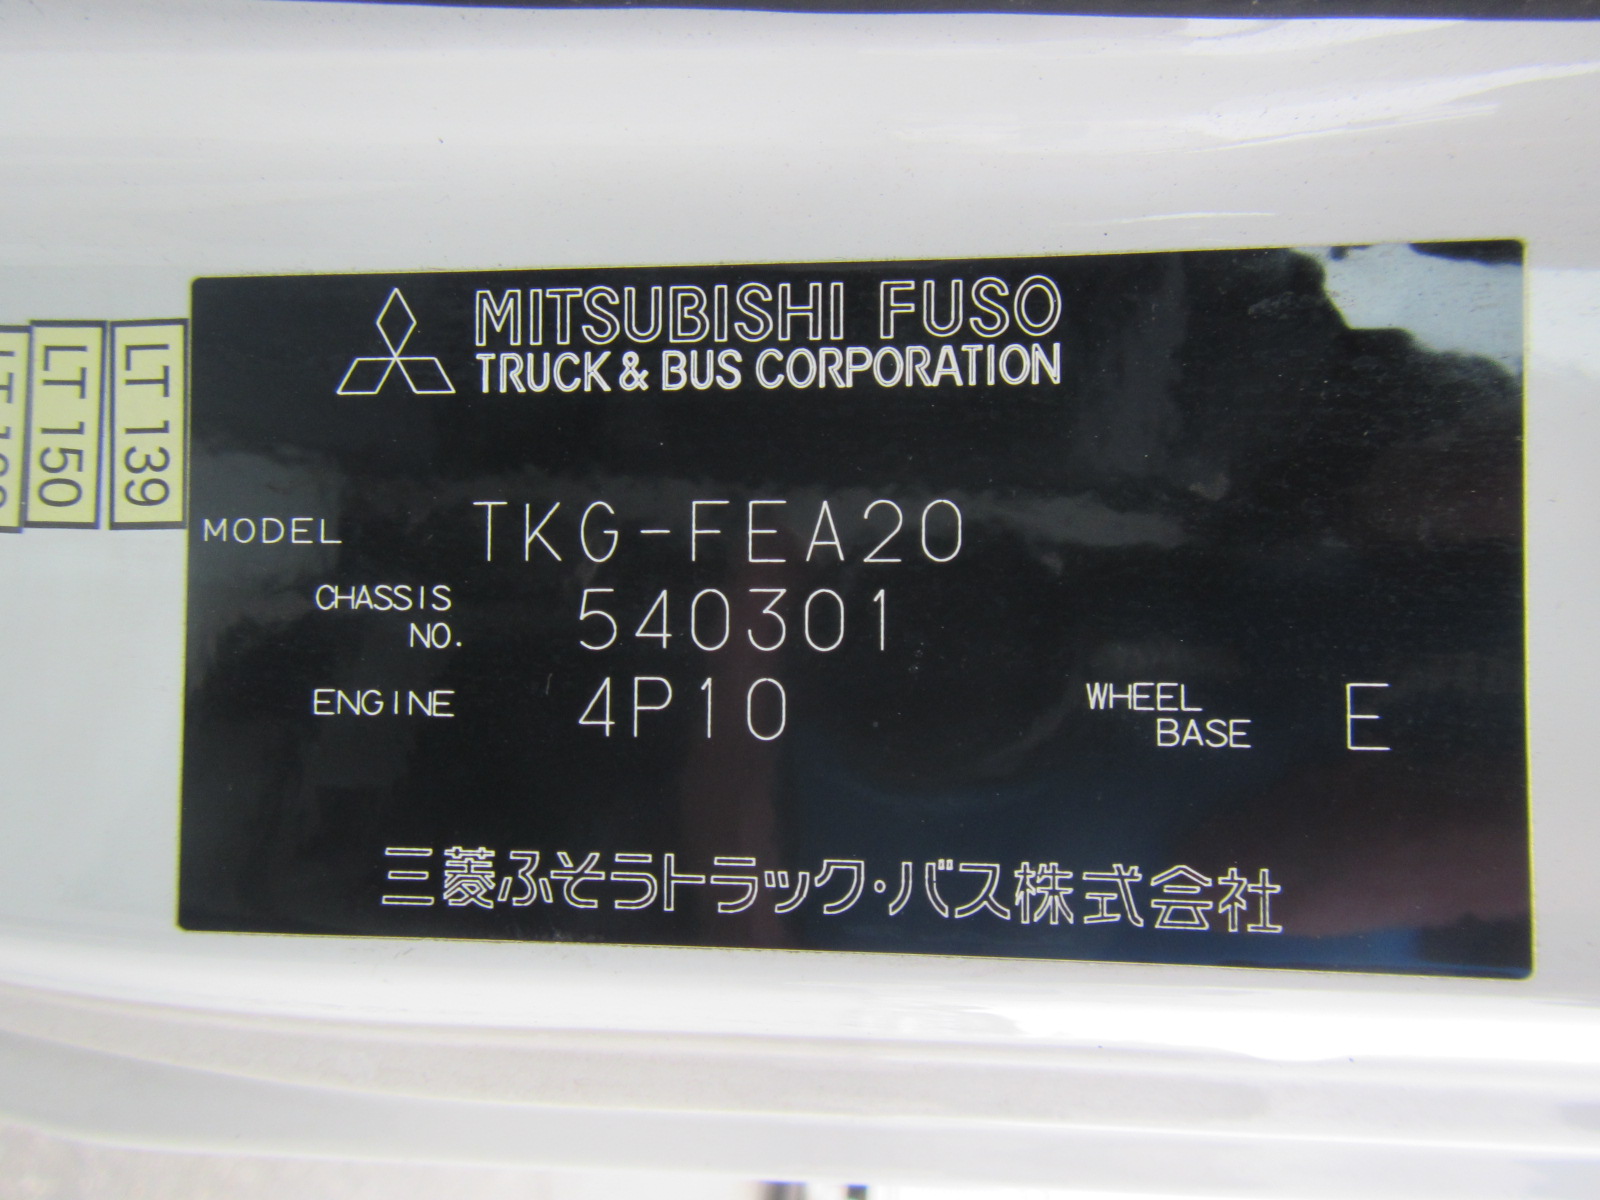 MITSUBISHI FUSO
TRUCK & BUS CORPORATION
LT 150
LT 139
MODEL TKG-FEA20
CHASSIS NO. 540301
ENGINE 4P10 WHEEL BASE E
三菱ふそうトラック・バス株式会社